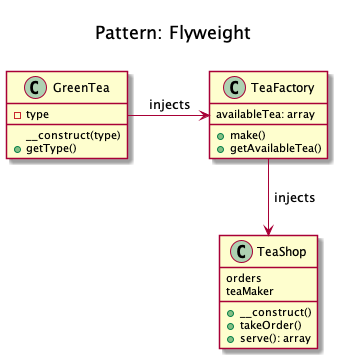 Pattern: Flyweight
C GreenTea
type
__construct(type)
getType()
injects
C TeaFactory
availableTea: array
make()
getAvailableTea()
injects
C TeaShop
orders
teaMaker
__construct()
takeOrder()
serve(): array